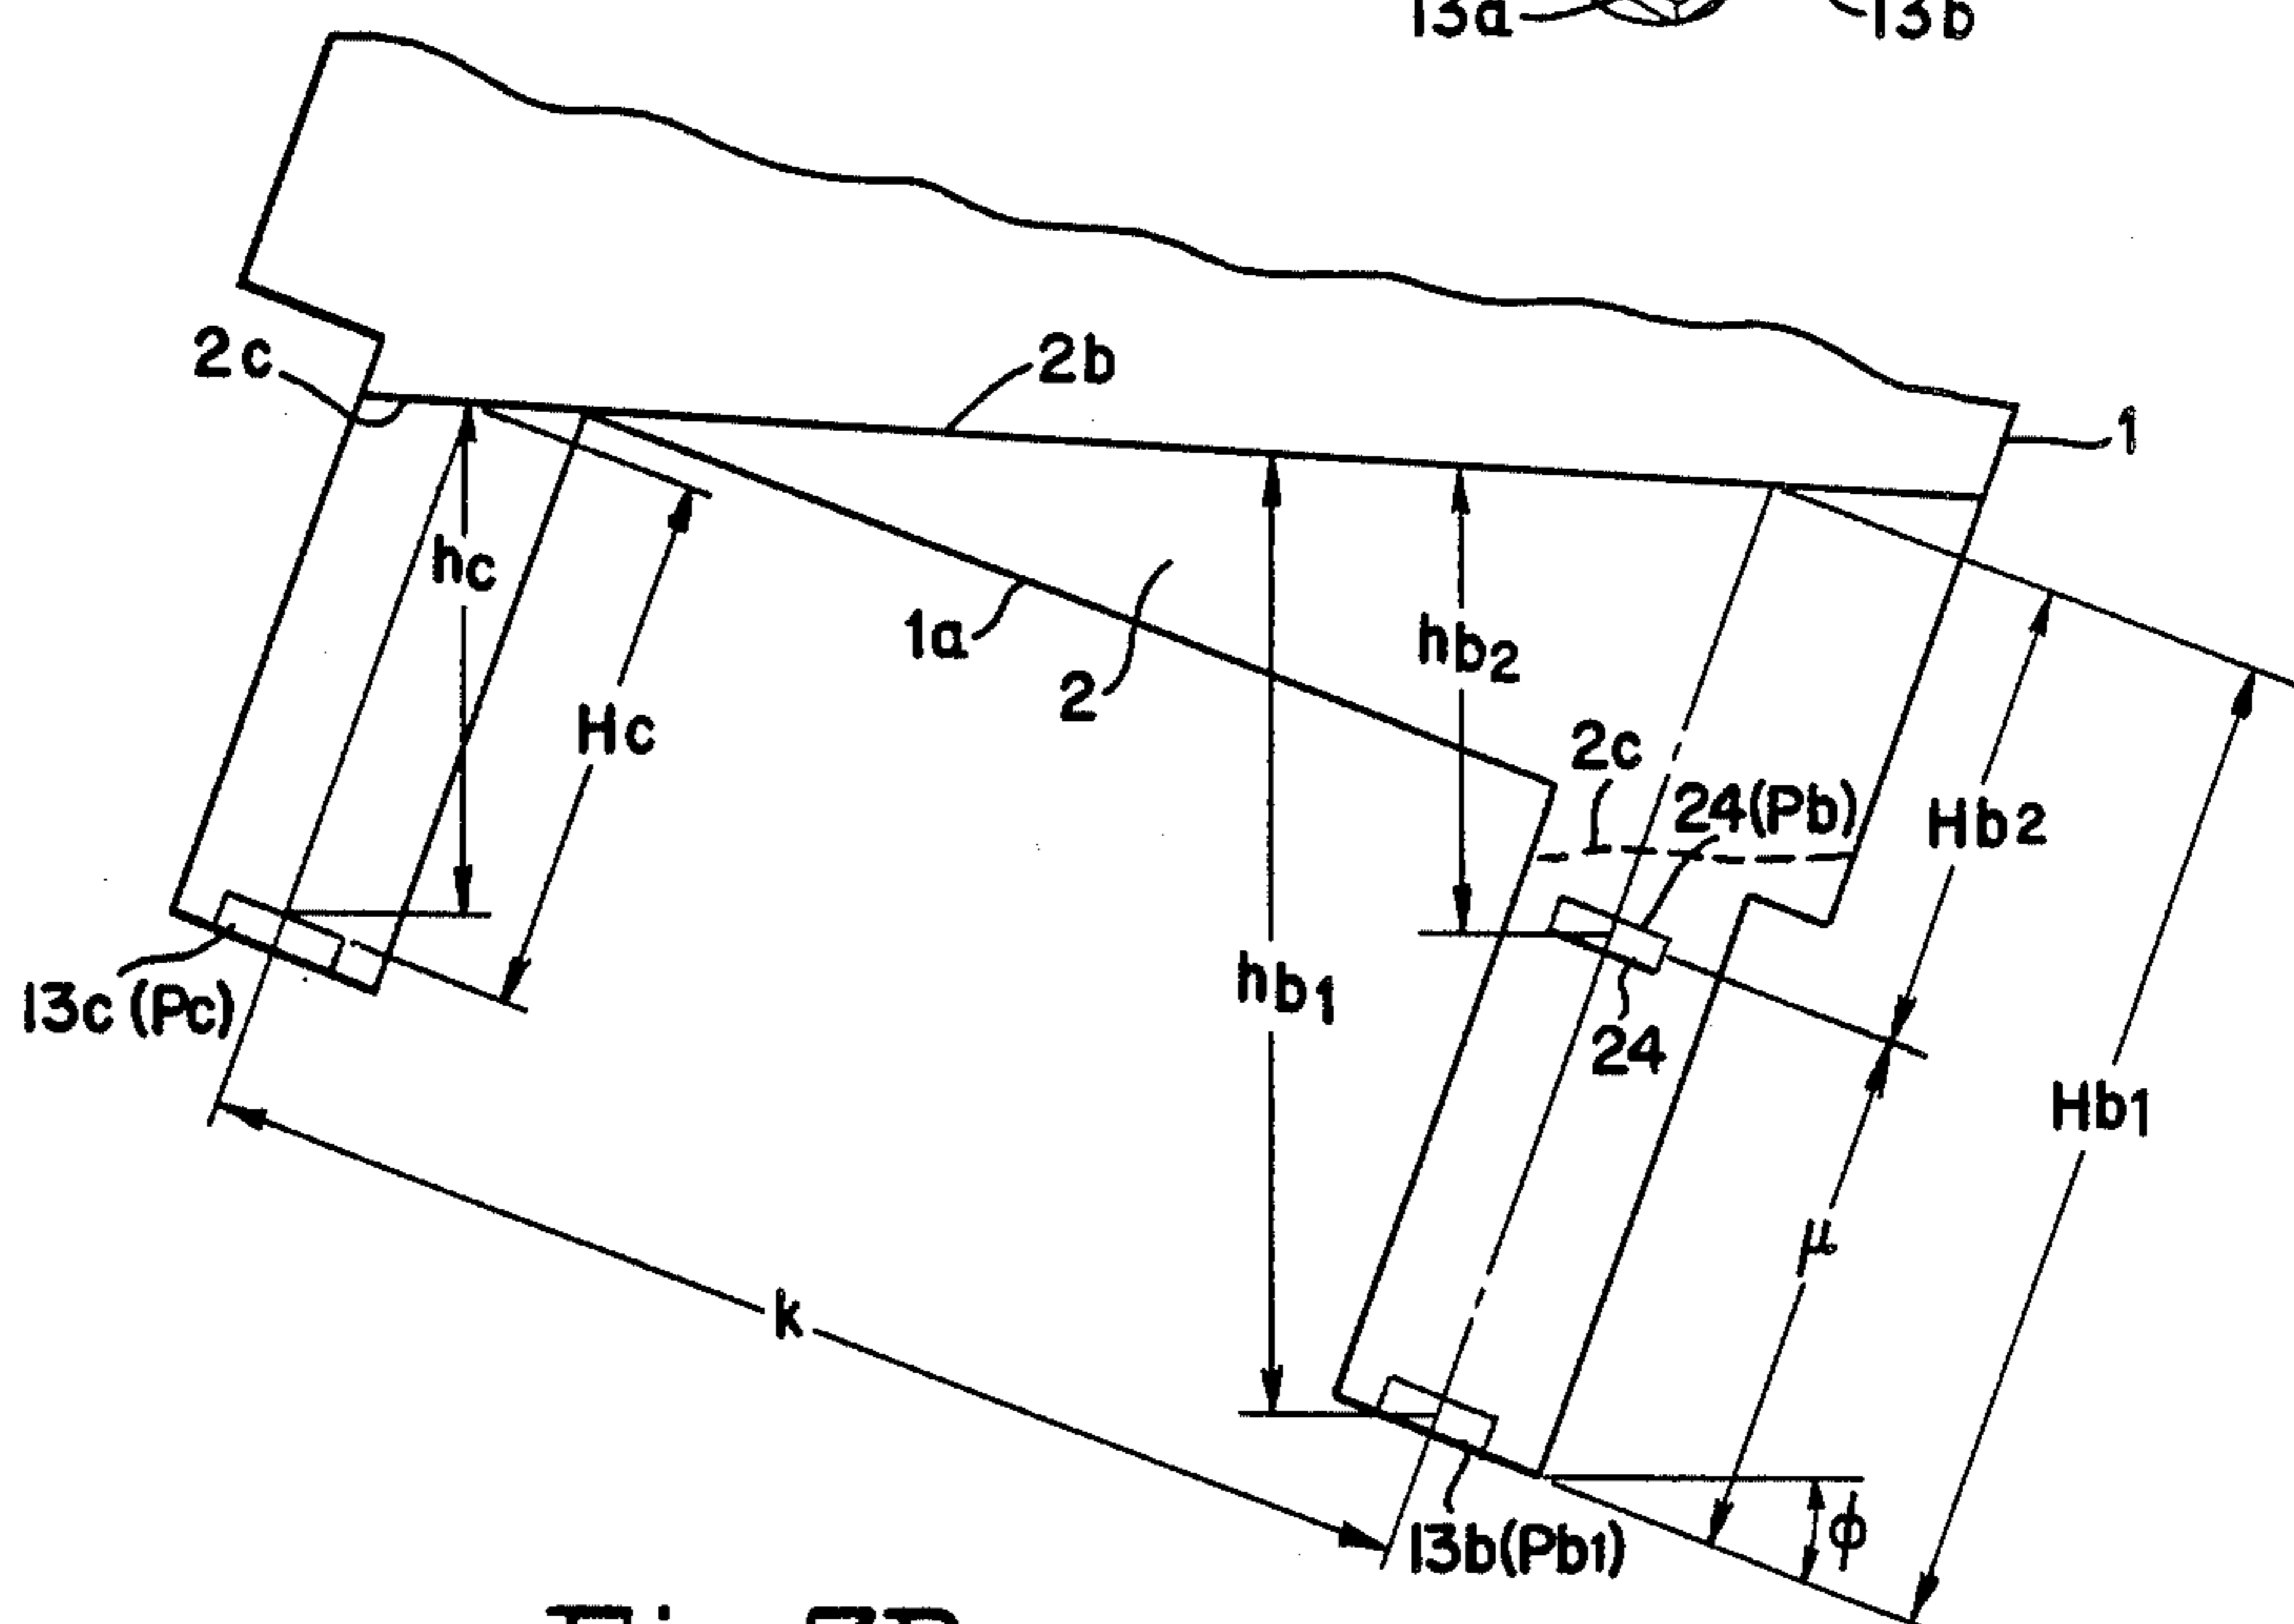 13a
13b
2c
2b
1
hc
1a
2
hb2
Hc
2c
24(Pb)
Hb2
hb1
13c(Pc)
24
Hb1
μ
k
13b(Pb1)
ϕ